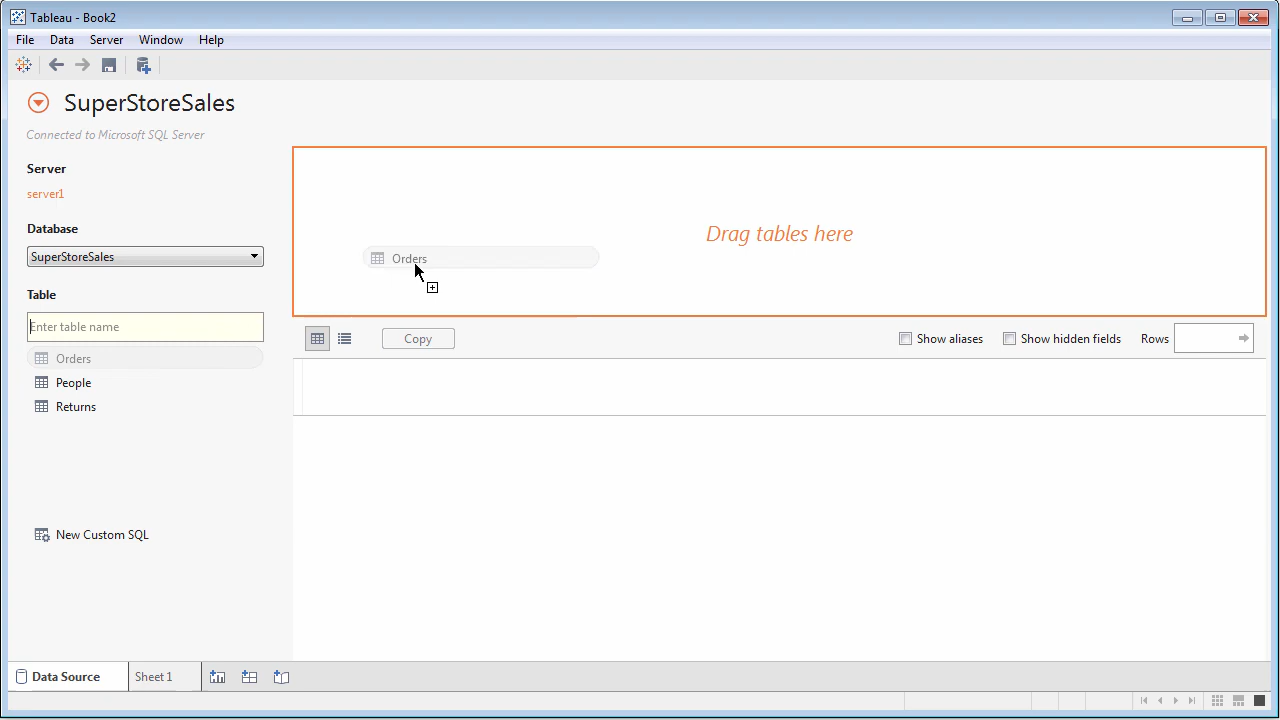 Tableau - Book2
File Data Server Window Help
SuperStoreSales
Connected to Microsoft SQL Server
Server
server1
Database
SuperStoreSales
Table
Enter table name
Orders
People
Returns
New Custom SQL
Drag tables here
Orders
Copy
Show aliases
Show hidden fields
Rows
Data Source
Sheet 1